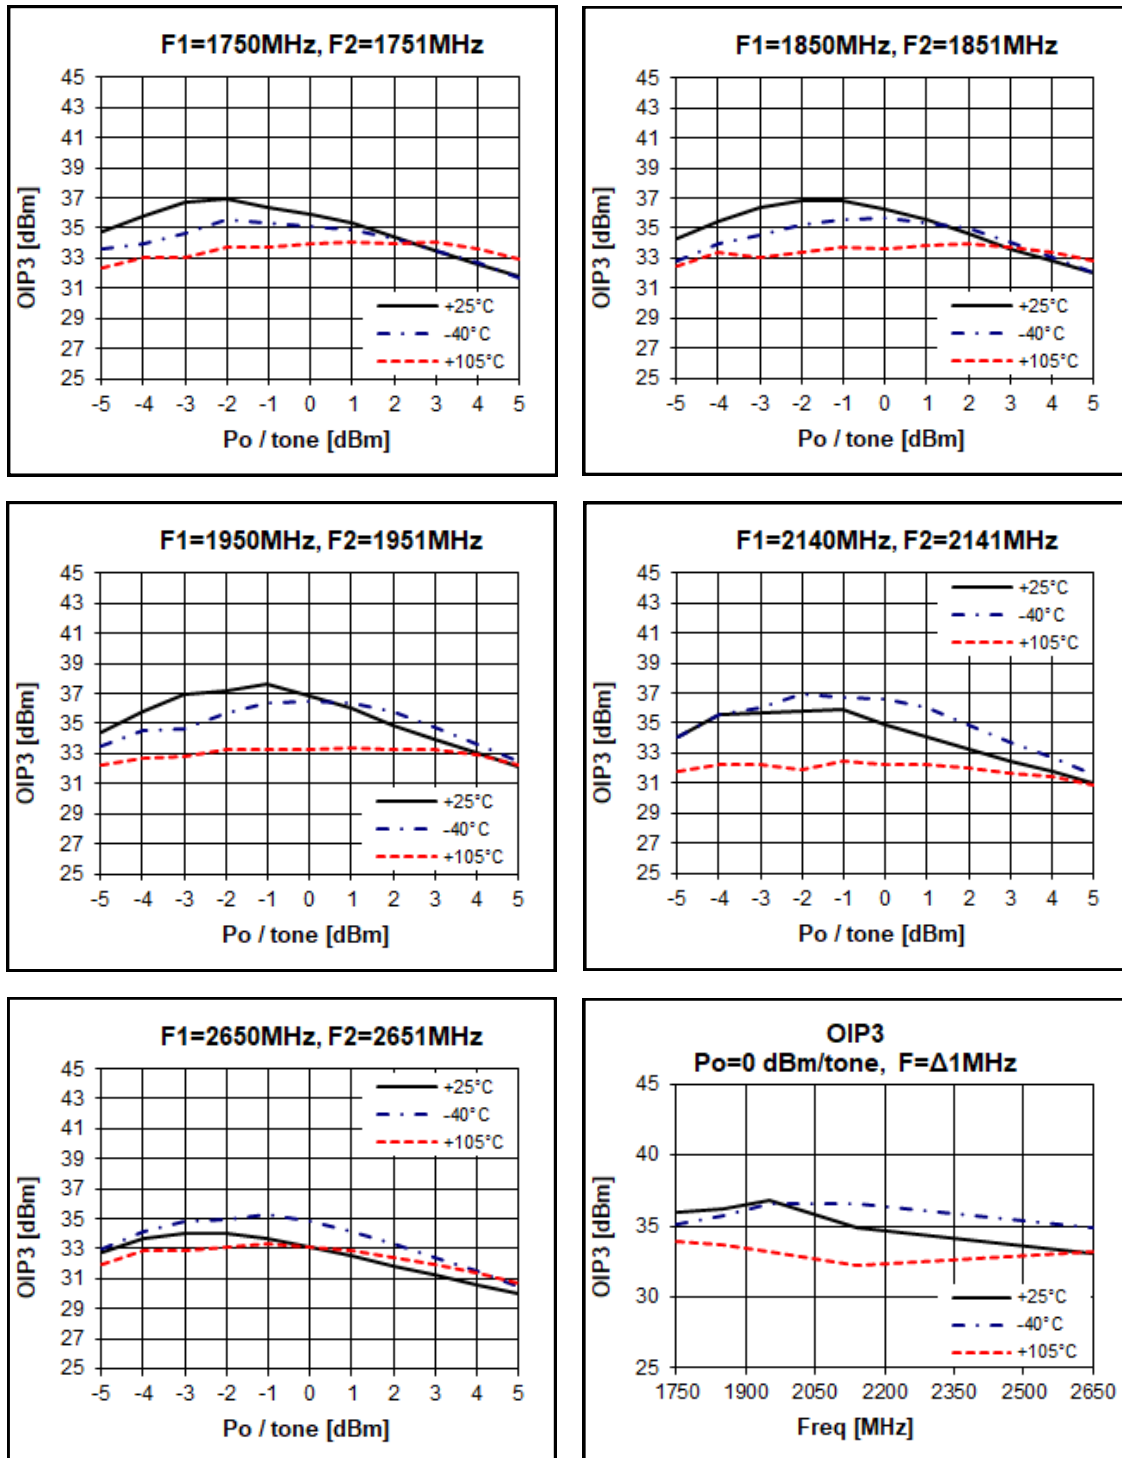 F1=1750MHz, F2=1751MHz
45
43
41
39
37
35
33
31
29
27
25
OIP3 [dBm]
+25°C
-40°C
+105°C
-5 -4 -3 -2 -1 0 1 2 3 4 5
Po / tone [dBm]
F1=1850MHz, F2=1851MHz
45
43
41
39
37
35
33
31
29
27
25
OIP3 [dBm]
+25°C
-40°C
+105°C
-5 -4 -3 -2 -1 0 1 2 3 4 5
Po / tone [dBm]
F1=1950MHz, F2=1951MHz
45
43
41
39
37
35
33
31
29
27
25
OIP3 [dBm]
+25°C
-40°C
+105°C
-5 -4 -3 -2 -1 0 1 2 3 4 5
Po / tone [dBm]
F1=2140MHz, F2=2141MHz
45
43
41
39
37
35
33
31
29
27
25
OIP3 [dBm]
+25°C
-40°C
+105°C
-5 -4 -3 -2 -1 0 1 2 3 4 5
Po / tone [dBm]
F1=2650MHz, F2=2651MHz
45
43
41
39
37
35
33
31
29
27
25
OIP3 [dBm]
+25°C
-40°C
+105°C
-5 -4 -3 -2 -1 0 1 2 3 4 5
Po / tone [dBm]
OIP3
Po=0 dBm/tone, F=Δ1MHz
45
40
35
30
25
OIP3 [dBm]
+25°C
-40°C
+105°C
1750 1900 2050 2200 2350 2500 2650
Freq [MHz]